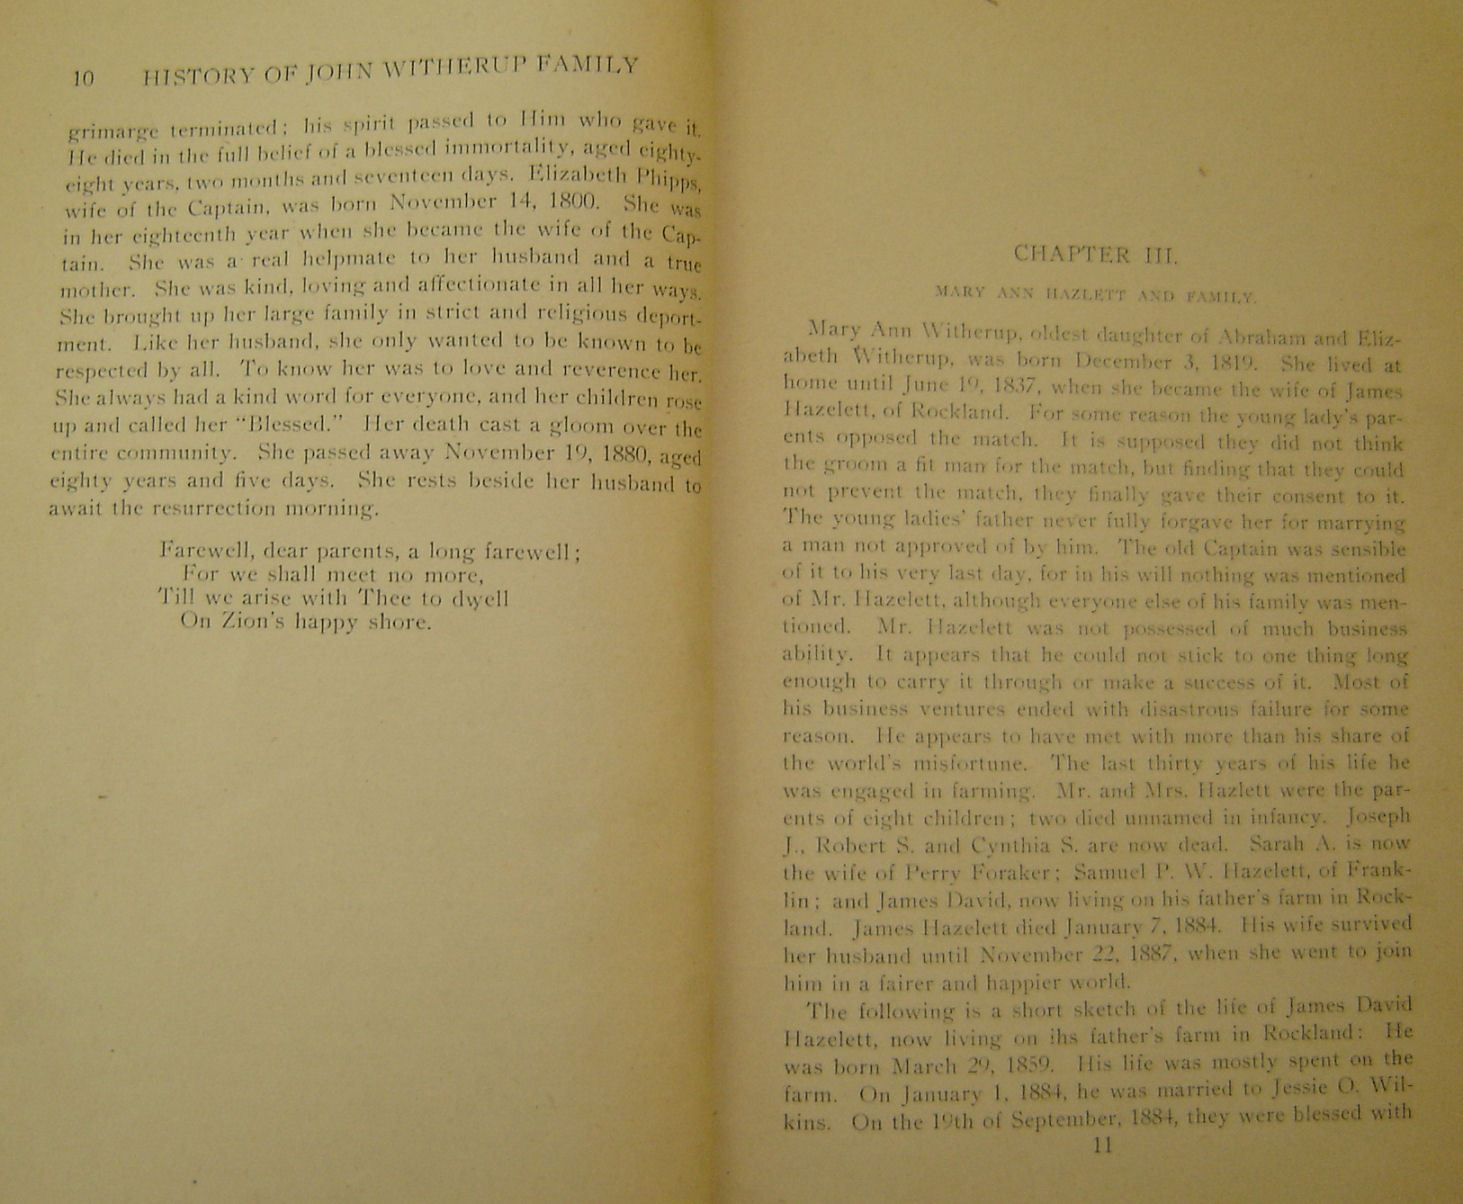 10 HISTORY OF JOHN WITHERUP FAMILY
grimarge terminated; his spirit passed to Him who gave it.
He died in the full belief of a blessed immortality, aged eighty-
eight years, two months and seventeen days. Elizabeth Phipps,
wife of the Captain, was born November 14, 1800. She was
in her eighteenth year when she became the wife of the Cap-
tain. She was a real helpmate to her husband and a true
mother. She was kind, loving and affectionate in all her ways.
She brought up her large family in strict and religious deport-
ment. Like her husband, she only wanted to be known to be
respected by all. To know her was to love and reverence her.
She always had a kind word for everyone, and her children rose
up and called her "Blessed." Her death cast a gloom over the
entire community. She passed away November 19, 1880, aged
eighty years and five days. She rests beside her husband to
await the resurrection morning.
Farewell, dear parents, a long farewell;
For we shall meet no more,
Till we arise with Thee to dwell
On Zion's happy shore.
CHAPTER III.
MARY ANN HAZLETT AND FAMILY.
Mary Ann Witherup, oldest daughter of Abraham and Eliz-
abeth Witherup, was born December 3, 1819. She lived at
home until June 19, 1837, when she became the wife of James
Hazelett, of Rockland. For some reason the young lady's par-
ents opposed the match. It is supposed they did not think
the groom a fit man for the match, but finding that they could
not prevent the match, they finally gave their consent to it.
The young ladies' father never fully forgave her for marrying
a man not approved of by him. The old Captain was sensible
of it to his very last day, for in his will nothing was mentioned
of Mr. Hazelett, although everyone else of his family was men-
tioned. Mr. Hazelett was not possessed of much business
ability. It appears that he could not stick to one thing long
enough to carry it through or make a success of it. Most of
his business ventures ended with disastrous failure for some
reason. He appears to have met with more than his share of
the world's misfortune. The last thirty years of his life he
was engaged in farming. Mr. and Mrs. Hazlett were the par-
ents of eight children; two died unnamed in infancy. Joseph
J., Robert S. and Cynthia S. are now dead. Sarah A. is now
the wife of Perry Foraker; Samuel P. W. Hazelett, of Frank-
lin; and James David, now living on his father's farm in Rock-
land. James Hazelett died January 7, 1884. His wife survived
her husband until November 22, 1887, when she went to join
him in a fairer and happier world.
The following is a short sketch of the life of James David
Hazelett, now living on ihs father's farm in Rockland: He
was born March 29, 1859. His life was mostly spent on the
farm. On January 1, 1884, he was married to Jessie O. Wil-
kins. On the 19th of September, 1884, they were blessed with
11